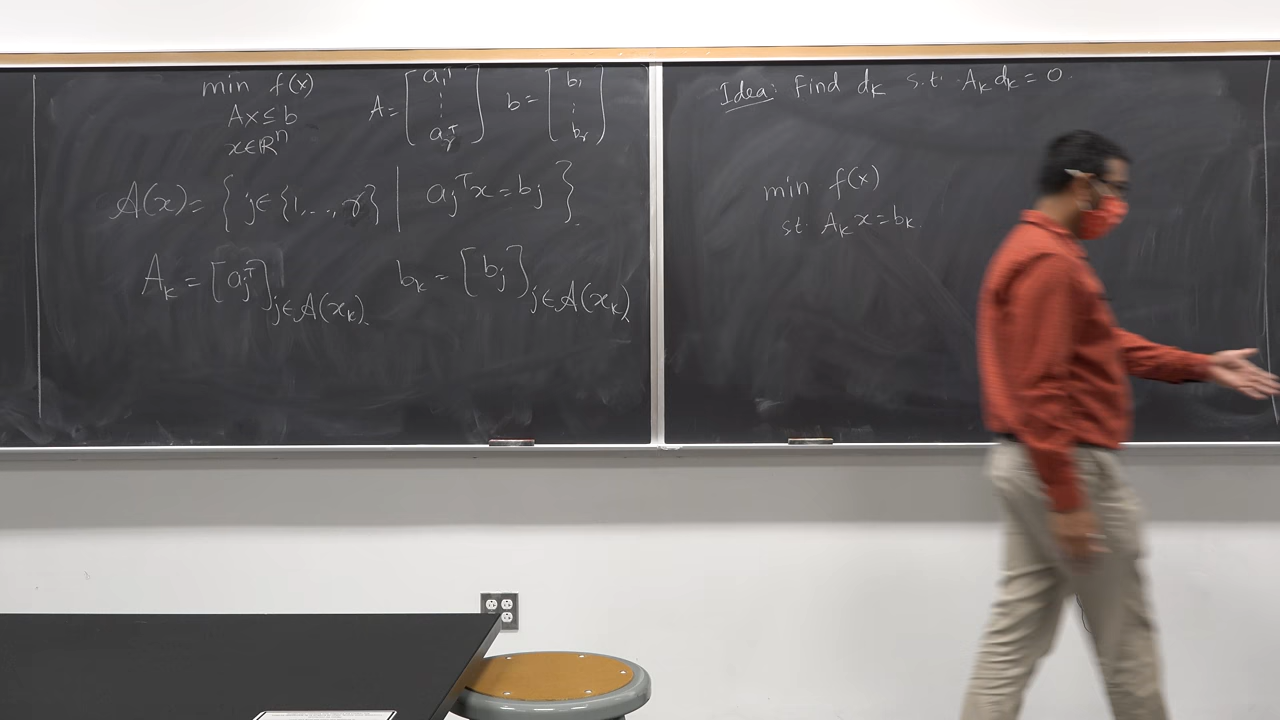 min f(x)
Ax ≤ b
x∈ℝⁿ
A = [a₁ᵀ ⋮ aᵣᵀ] b = [b₁ ⋮ bᵣ]
𝒜(x) = { j∈{1,...,r} | aⱼᵀx = bⱼ }.
Aₖ = [aⱼᵀ]_{j∈𝒜(xₖ)} bₖ = [bⱼ]_{j∈𝒜(xₖ)}
Idea: Find dₖ s.t. Aₖdₖ = 0.
min f(x)
st. Aₖx = bₖ.